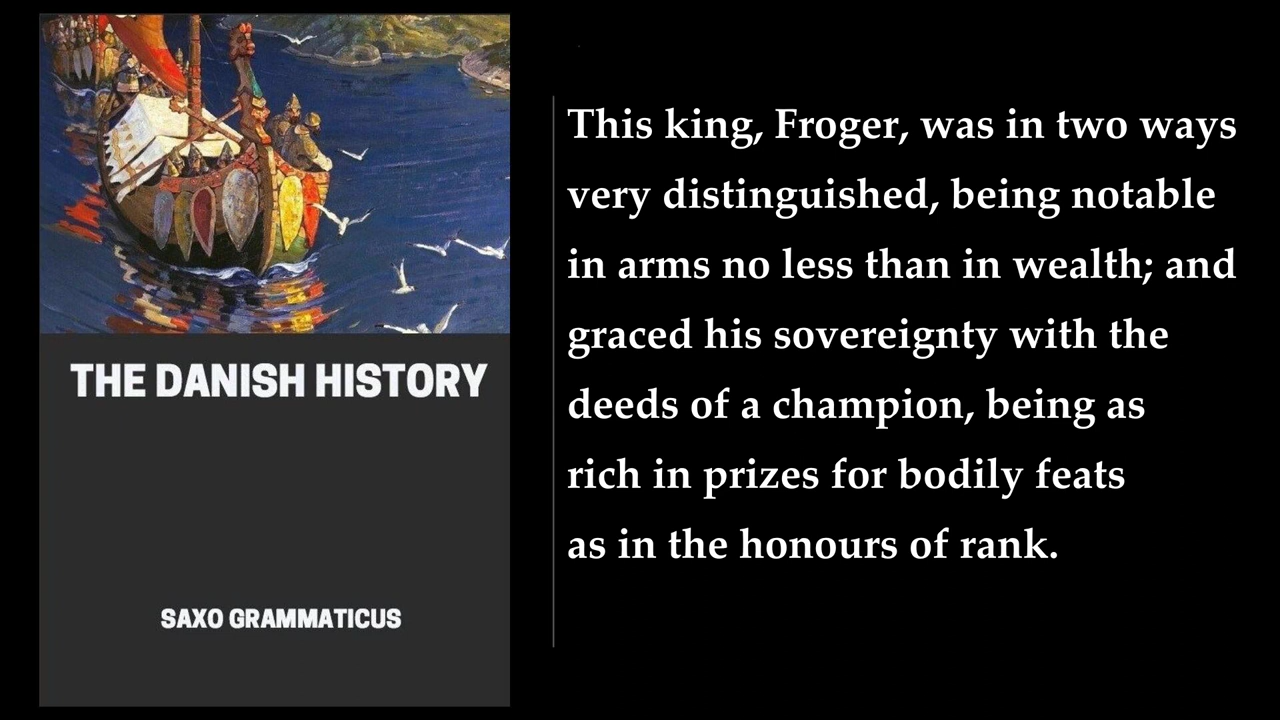 THE DANISH HISTORY
SAXO GRAMMATICUS
This king, Froger, was in two ways
very distinguished, being notable
in arms no less than in wealth; and
graced his sovereignty with the
deeds of a champion, being as
rich in prizes for bodily feats
as in the honours of rank.